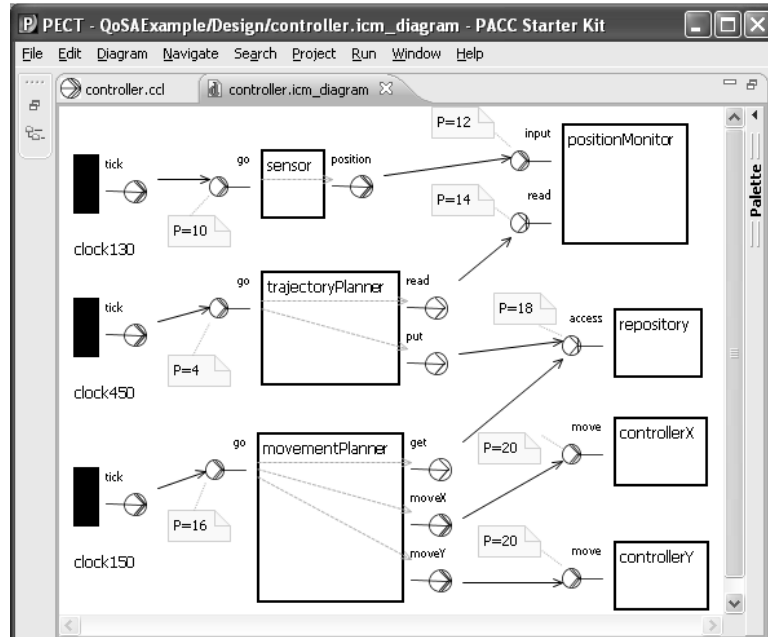 PECT - QoSAExample/Design/controller.icm_diagram - PACC Starter Kit
File Edit Diagram Navigate Search Project Run Window Help
controller.ccl controller.icm_diagram
Palette
P=12
input
positionMonitor
tick
go
sensor
position
read
P=14
P=10
clock130
tick
go
trajectoryPlanner
read
P=18
access
repository
put
P=4
clock450
tick
go
movementPlanner
get
move
controllerX
P=20
moveX
P=16
moveY
P=20
move
controllerY
clock150